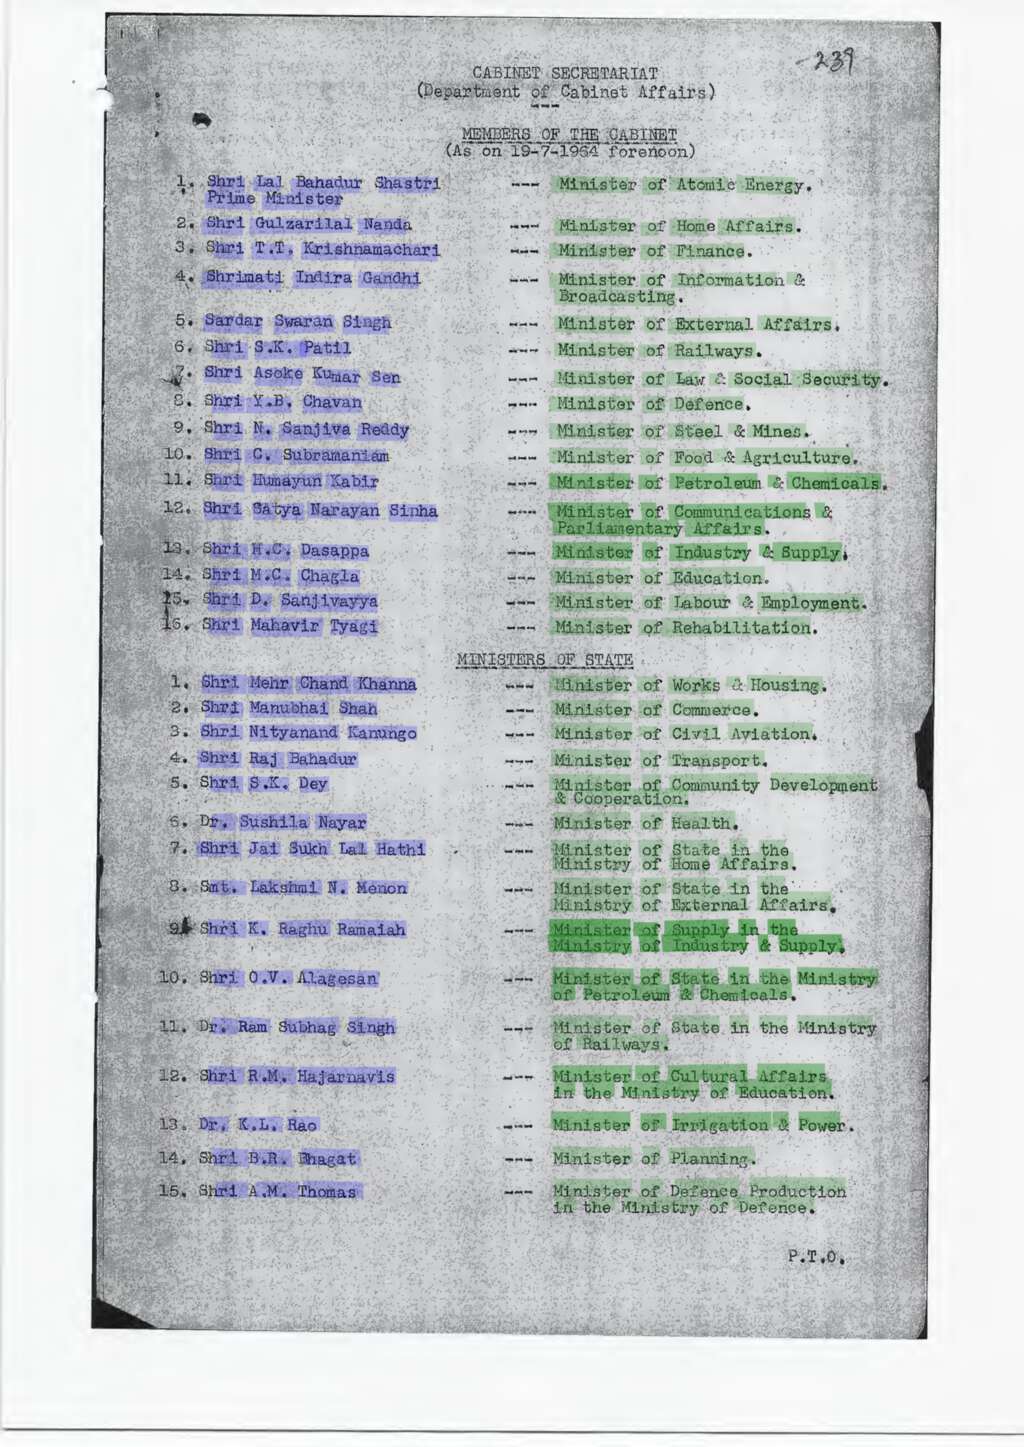 239
CABINET SECRETARIAT
(Department of Cabinet Affairs)
MEMBERS OF THE CABINET
(As on 19-7-1964 forenoon)
1. Shri Lal Bahadur Shastri --- Minister of Atomic Energy.
Prime Minister
2. Shri Gulzarilal Nanda --- Minister of Home Affairs.
3. Shri T.T. Krishnamachari --- Minister of Finance.
4. Shrimati Indira Gandhi --- Minister of Information &
Broadcasting.
5. Sardar Swaran Singh --- Minister of External Affairs.
6. Shri S.K. Patil --- Minister of Railways.
7. Shri Asoke Kumar Sen --- Minister of Law & Social Security.
8. Shri Y.B. Chavan --- Minister of Defence.
9. Shri N. Sanjiva Reddy --- Minister of Steel & Mines.
10. Shri C. Subramaniam --- Minister of Food & Agriculture.
11. Shri Humayun Kabir --- Minister of Petroleum & Chemicals.
12. Shri Satya Narayan Sinha --- Minister of Communications &
Parliamentary Affairs.
13. Shri H.C. Dasappa --- Minister of Industry & Supply.
14. Shri M.C. Chagla --- Minister of Education.
15. Shri D. Sanjivayya --- Minister of Labour & Employment.
16. Shri Mahavir Tyagi --- Minister of Rehabilitation.
MINISTERS OF STATE
1. Shri Mehr Chand Khanna --- Minister of Works & Housing.
2. Shri Manubhai Shah --- Minister of Commerce.
3. Shri Nityanand Kanungo --- Minister of Civil Aviation.
4. Shri Raj Bahadur --- Minister of Transport.
5. Shri S.K. Dey --- Minister of Community Development
& Cooperation.
6. Dr. Sushila Nayar --- Minister of Health.
7. Shri Jai Sukh Lal Hathi --- Minister of State in the
Ministry of Home Affairs.
8. Smt. Lakshmi N. Menon --- Minister of State in the
Ministry of External Affairs.
9. Shri K. Raghu Ramaiah --- Minister of Supply in the
Ministry of Industry & Supply.
10. Shri O.V. Alagesan --- Minister of State in the Ministry
of Petroleum & Chemicals.
11. Dr. Ram Subhag Singh --- Minister of State in the Ministry
of Railways.
12. Shri R.M. Hajarnavis --- Minister of Cultural Affairs
in the Ministry of Education.
13. Dr. K.L. Rao --- Minister of Irrigation & Power.
14. Shri B.R. Bhagat --- Minister of Planning.
15. Shri A.M. Thomas --- Minister of Defence Production
in the Ministry of Defence.
P.T.O.